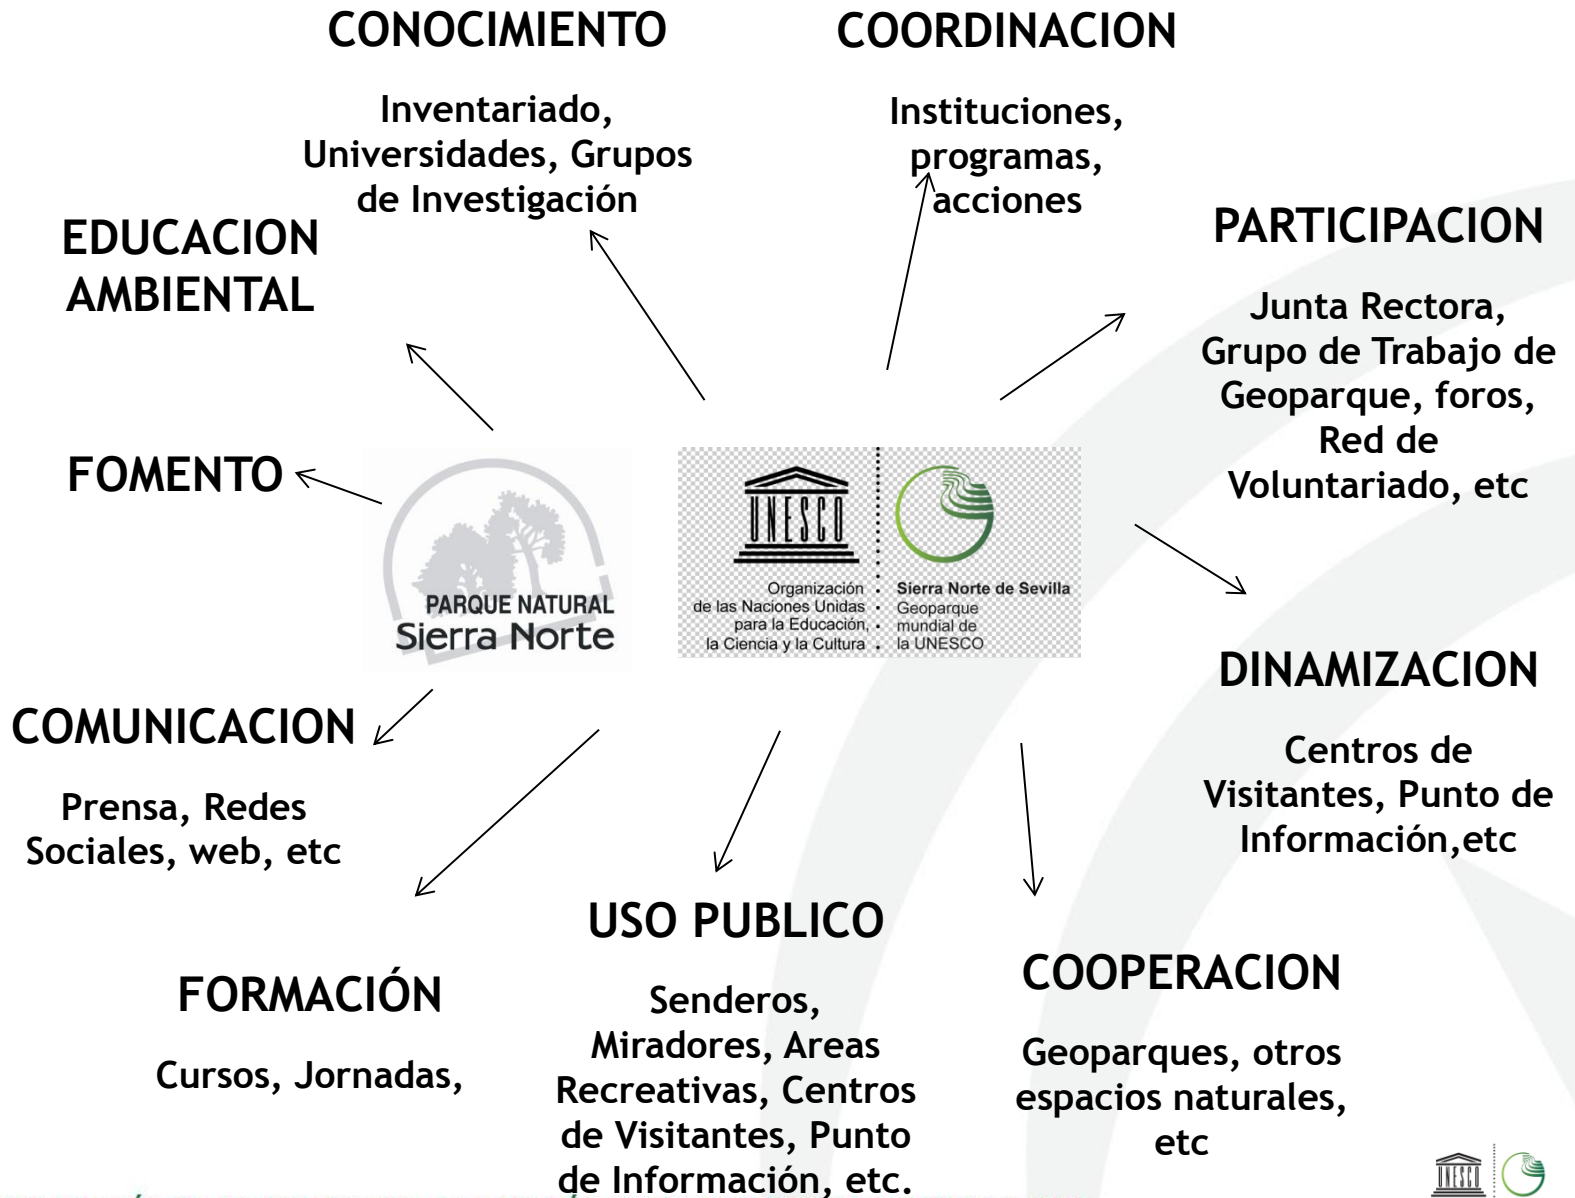 CONOCIMIENTO
Inventariado,
Universidades, Grupos
de Investigación
COORDINACION
Instituciones,
programas,
acciones
EDUCACION
AMBIENTAL
PARTICIPACION
Junta Rectora,
Grupo de Trabajo de
Geoparque, foros,
Red de
Voluntariado, etc
FOMENTO
PARQUE NATURAL
Sierra Norte
UNESCO
Organización
de las Naciones Unidas
para la Educación,
la Ciencia y la Cultura
Sierra Norte de Sevilla
Geoparque
mundial de
la UNESCO
DINAMIZACION
Centros de
Visitantes, Punto de
Información,etc
COMUNICACION
Prensa, Redes
Sociales, web, etc
FORMACIÓN
Cursos, Jornadas,
USO PUBLICO
Senderos,
Miradores, Areas
Recreativas, Centros
de Visitantes, Punto
de Información, etc.
COOPERACION
Geoparques, otros
espacios naturales,
etc
UNESCO